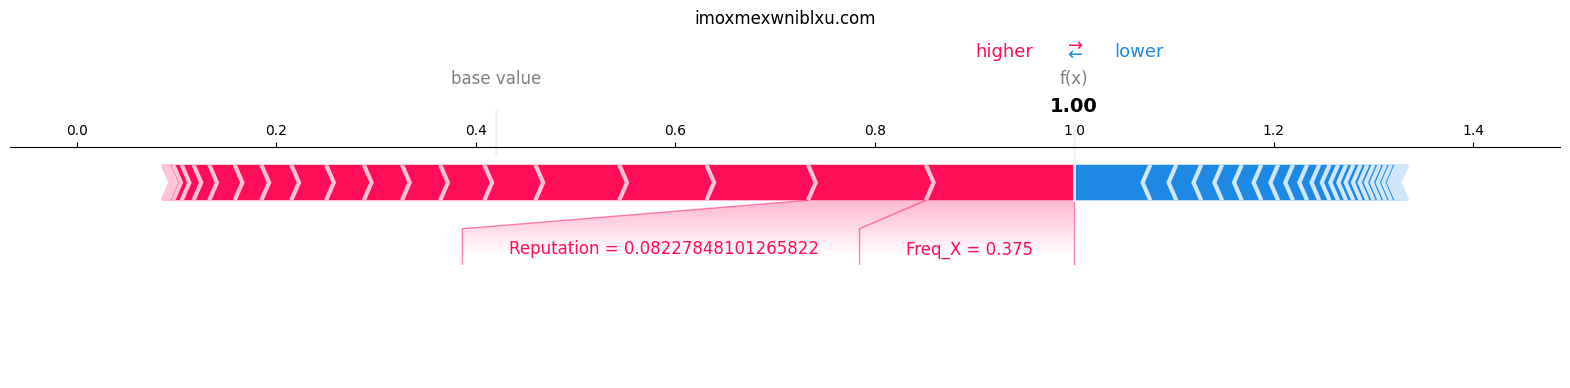 imoxmexwniblxu.com
higher → ← lower
base value f(x)
1.00
0.0 0.2 0.4 0.6 0.8 1.0 1.2 1.4
Reputation = 0.08227848101265822 Freq_X = 0.375